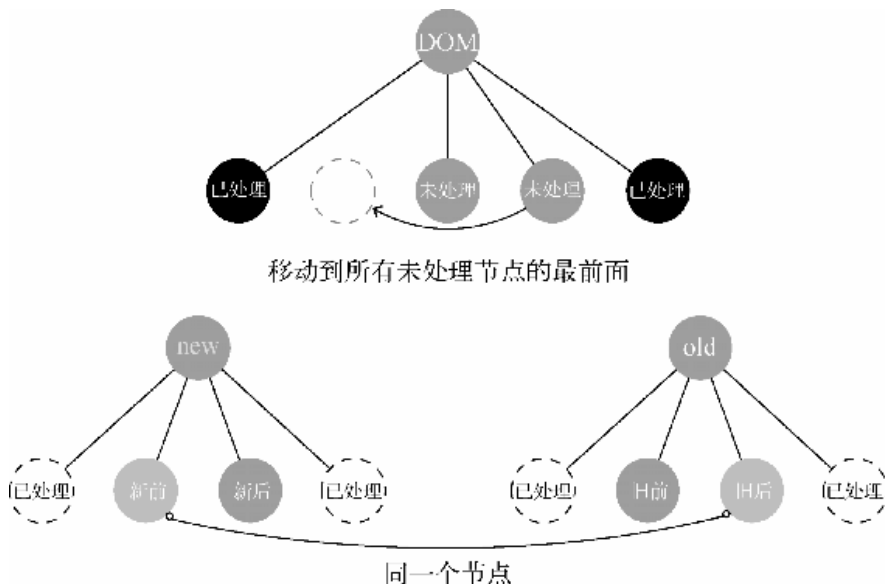 DOM
已处理 未处理 未处理 已处理
移动到所有未处理节点的最前面
new old
已处理 新前 新后 已处理 已处理 旧前 旧后 已处理
同一个节点